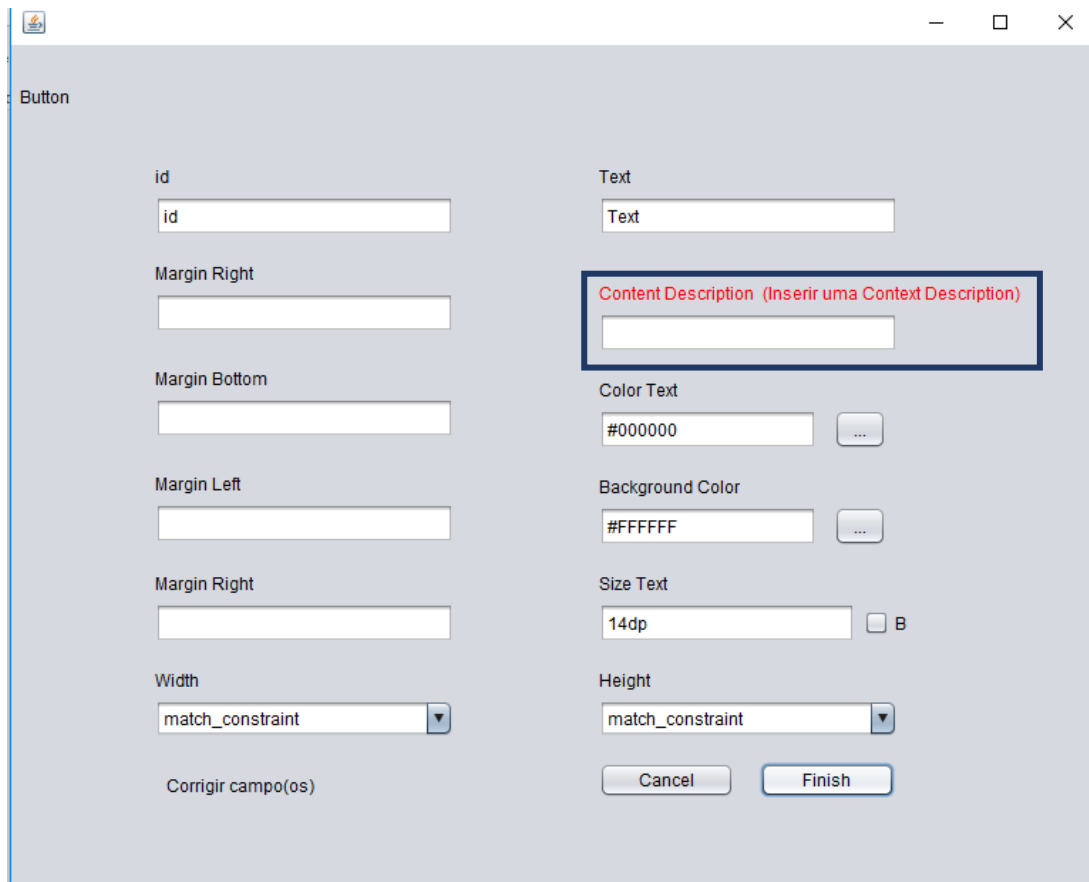 Button
id
id
Margin Right
Margin Bottom
Margin Left
Margin Right
Width
match_constraint
Corrigir campo(os)
Text
Text
Content Description (Inserir uma Context Description)
Color Text
#000000
...
Background Color
#FFFFFF
...
Size Text
14dp
B
Height
match_constraint
Cancel
Finish